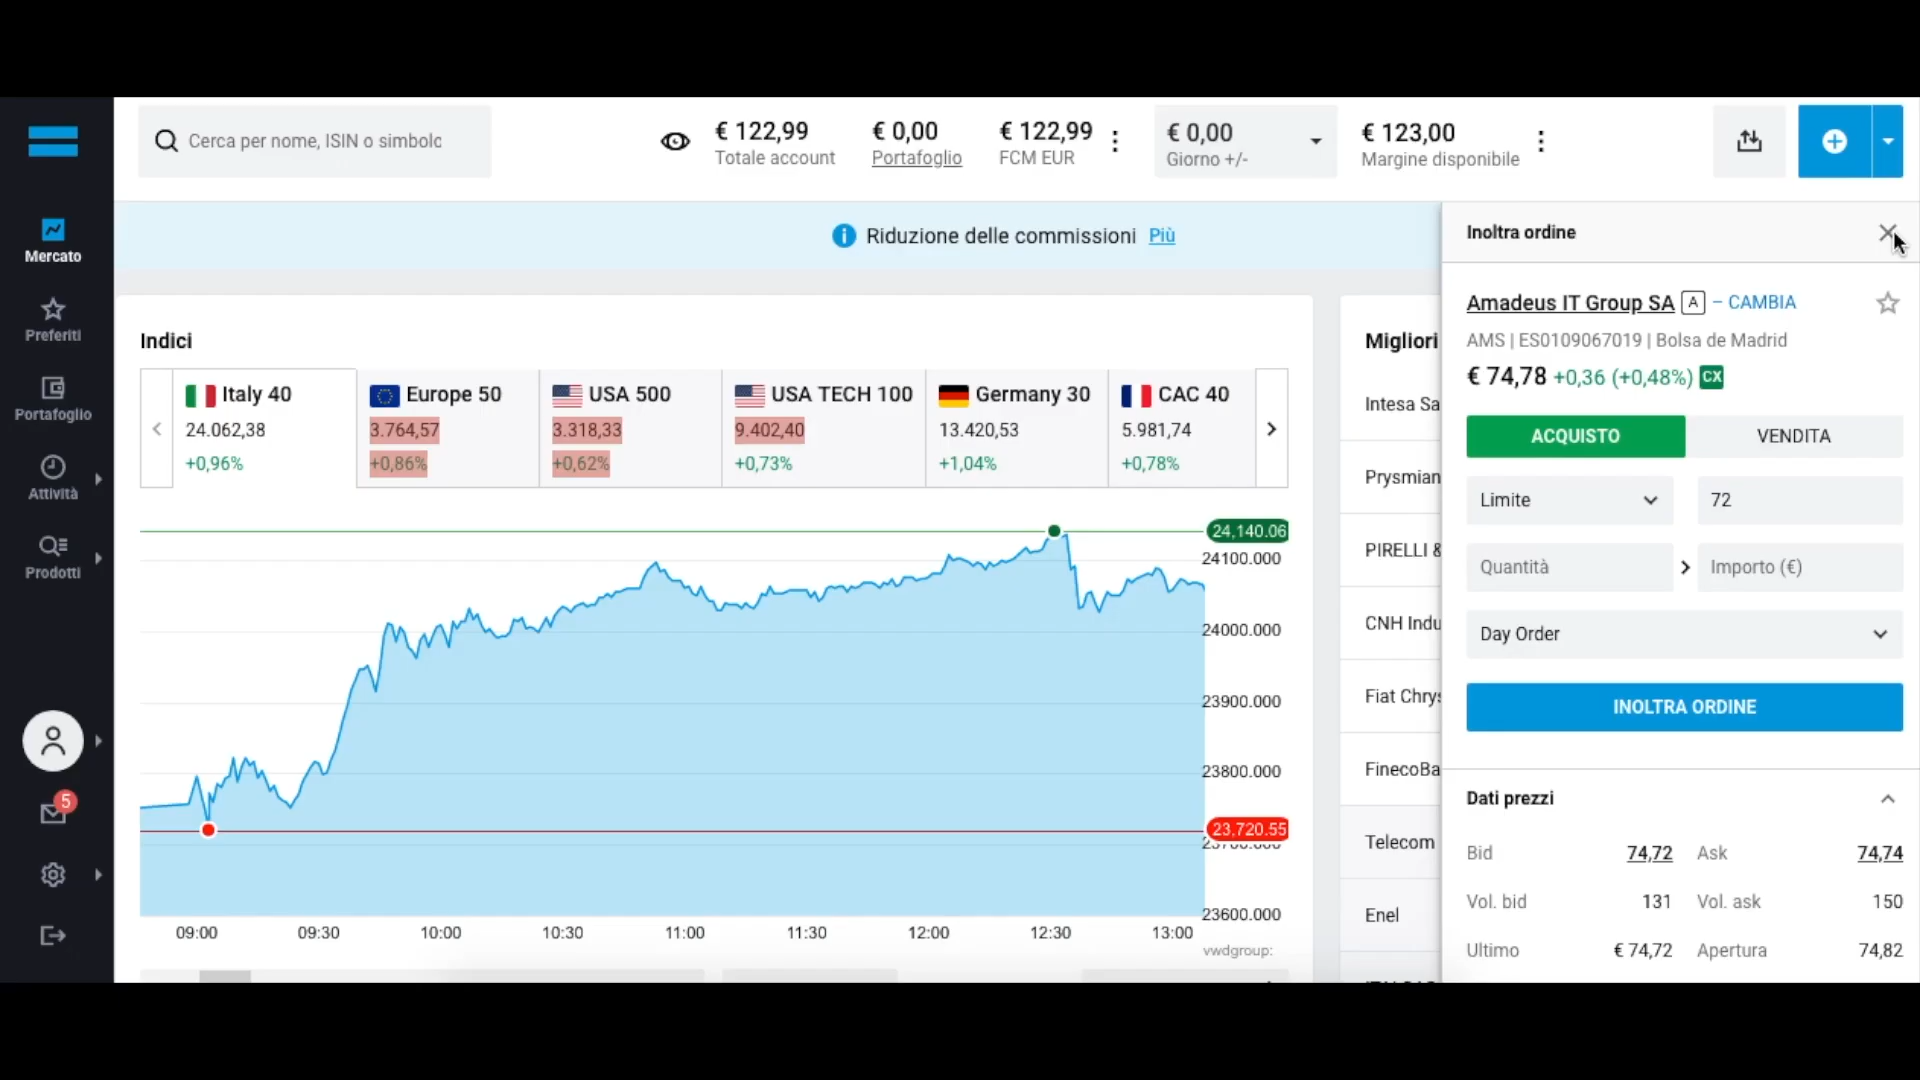 Cerca per nome, ISIN o simbolo
€ 122,99
Totale account
€ 0,00
Portafoglio
€ 122,99
FCM EUR
€ 0,00
Giorno +/-
€ 123,00
Margine disponibile
Mercato
Preferiti
Portafoglio
Attività
Prodotti
5
Riduzione delle commissioni Più
Indici
Italy 40
24.062,38
+0,96%
Europe 50
3.764,57
+0,86%
USA 500
3.318,33
+0,62%
USA TECH 100
9.402,40
+0,73%
Germany 30
13.420,53
+1,04%
CAC 40
5.981,74
+0,78%
24,140.06
24100.000
24000.000
23900.000
23800.000
23,720.55
23600.000
09:00 09:30 10:00 10:30 11:00 11:30 12:00 12:30 13:00
vwdgroup:
Migliori
Intesa Sa
Prysmian
PIRELLI &
CNH Indu
Fiat Chrys
FinecoBa
Telecom
Enel
Inoltra ordine
Amadeus IT Group SA A – CAMBIA
AMS | ES0109067019 | Bolsa de Madrid
€ 74,78 +0,36 (+0,48%) CX
ACQUISTO VENDITA
Limite 72
Quantità Importo (€)
Day Order
INOLTRA ORDINE
Dati prezzi
Bid 74,72 Ask 74,74
Vol. bid 131 Vol. ask 150
Ultimo € 74,72 Apertura 74,82